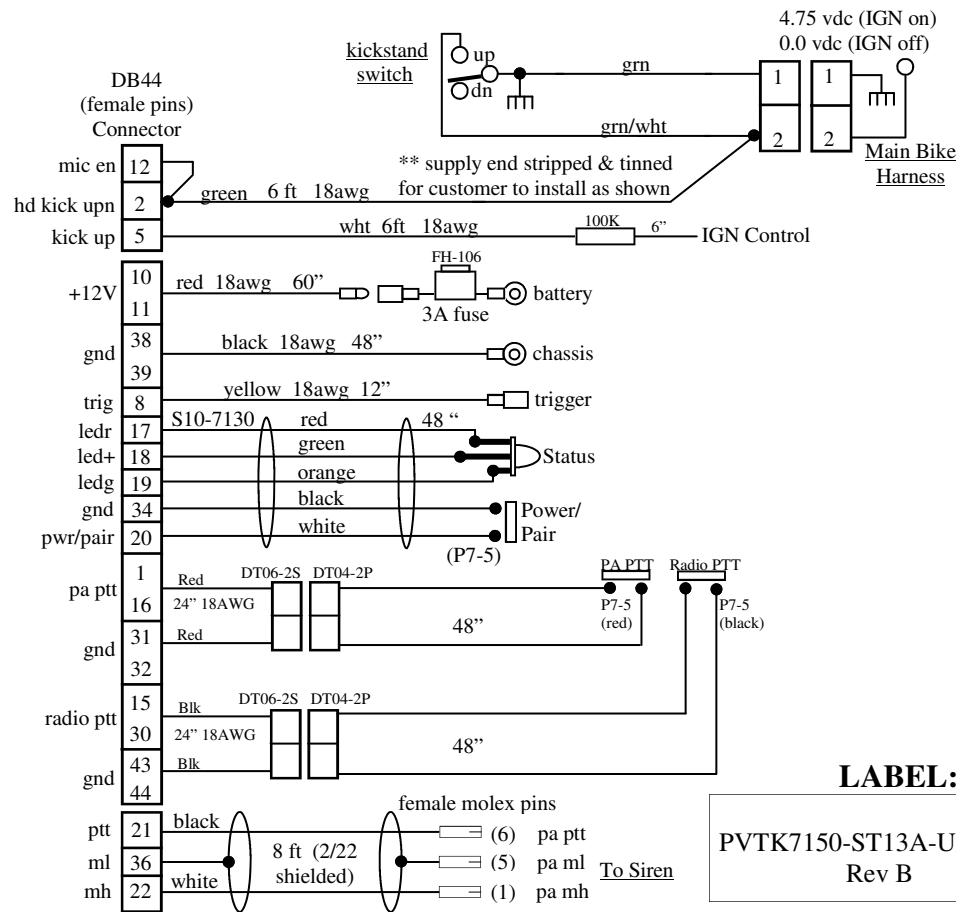 4.75 vdc (IGN on)
0.0 vdc (IGN off)
kickstand
switch
up
dn
grn
grn/wht
1
2
1
2
Main Bike
Harness
DB44
(female pins)
Connector
** supply end stripped & tinned
for customer to install as shown
mic en 12
hd kick upn 2 green 6 ft 18awg
kick up 5 wht 6ft 18awg 100K 6” IGN Control
+12V 10 11 red 18awg 60” FH-106 3A fuse battery
gnd 38 39 black 18awg 48” chassis
trig 8 yellow 18awg 12” trigger
ledr 17 S10-7130 red 48 “
led+ 18 green Status
ledg 19 orange
gnd 34 black Power/
pwr/pair 20 white Pair
(P7-5)
pa ptt 1 16 Red DT06-2S DT04-2P PA PTT Radio PTT
24” 18AWG
P7-5 P7-5
(red) (black)
gnd 31 32 Red 48”
radio ptt 15 30 Blk DT06-2S DT04-2P
24” 18AWG
gnd 43 44 Blk 48”
LABEL:
PVTK7150-ST13A-U
Rev B
female molex pins
ptt 21 black (6) pa ptt
ml 36 8 ft (2/22 shielded) (5) pa ml To Siren
mh 22 white (1) pa mh